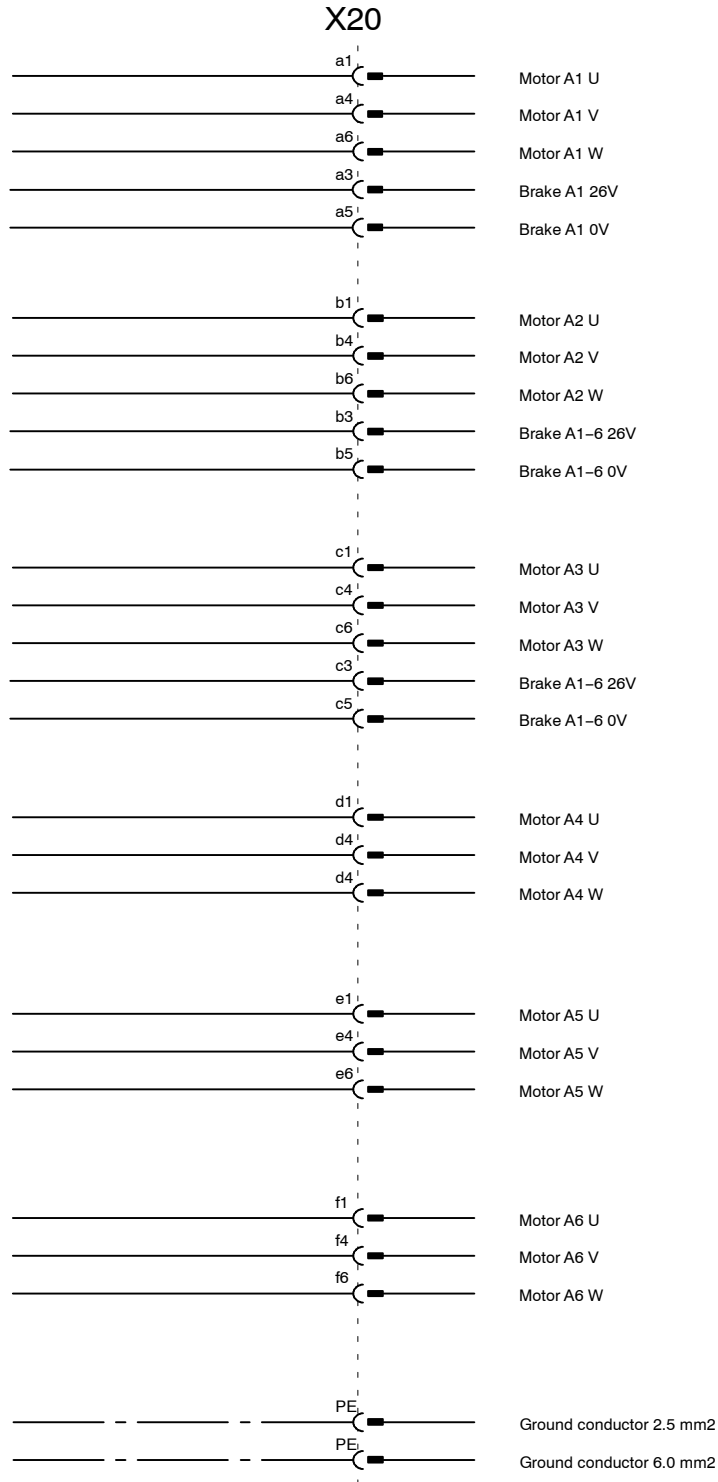 X20
a1 Motor A1 U
a4 Motor A1 V
a6 Motor A1 W
a3 Brake A1 26V
a5 Brake A1 0V
b1 Motor A2 U
b4 Motor A2 V
b6 Motor A2 W
b3 Brake A1–6 26V
b5 Brake A1–6 0V
c1 Motor A3 U
c4 Motor A3 V
c6 Motor A3 W
c3 Brake A1–6 26V
c5 Brake A1–6 0V
d1 Motor A4 U
d4 Motor A4 V
d4 Motor A4 W
e1 Motor A5 U
e4 Motor A5 V
e6 Motor A5 W
f1 Motor A6 U
f4 Motor A6 V
f6 Motor A6 W
PE Ground conductor 2.5 mm2
PE Ground conductor 6.0 mm2